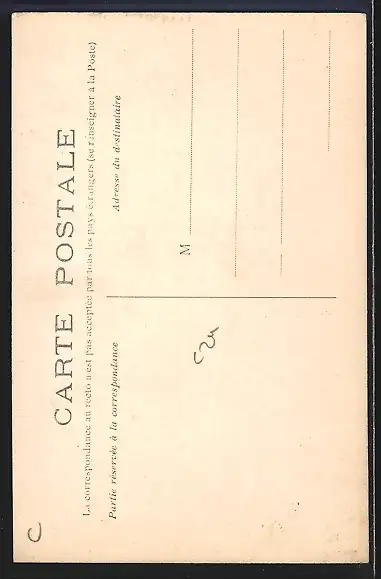 CARTE POSTALE
La correspondance au recto n'est pas acceptée par tous les pays étrangers (se renseigner à la Poste)
Partie réservée à la correspondance
Adresse du destinataire
M
C